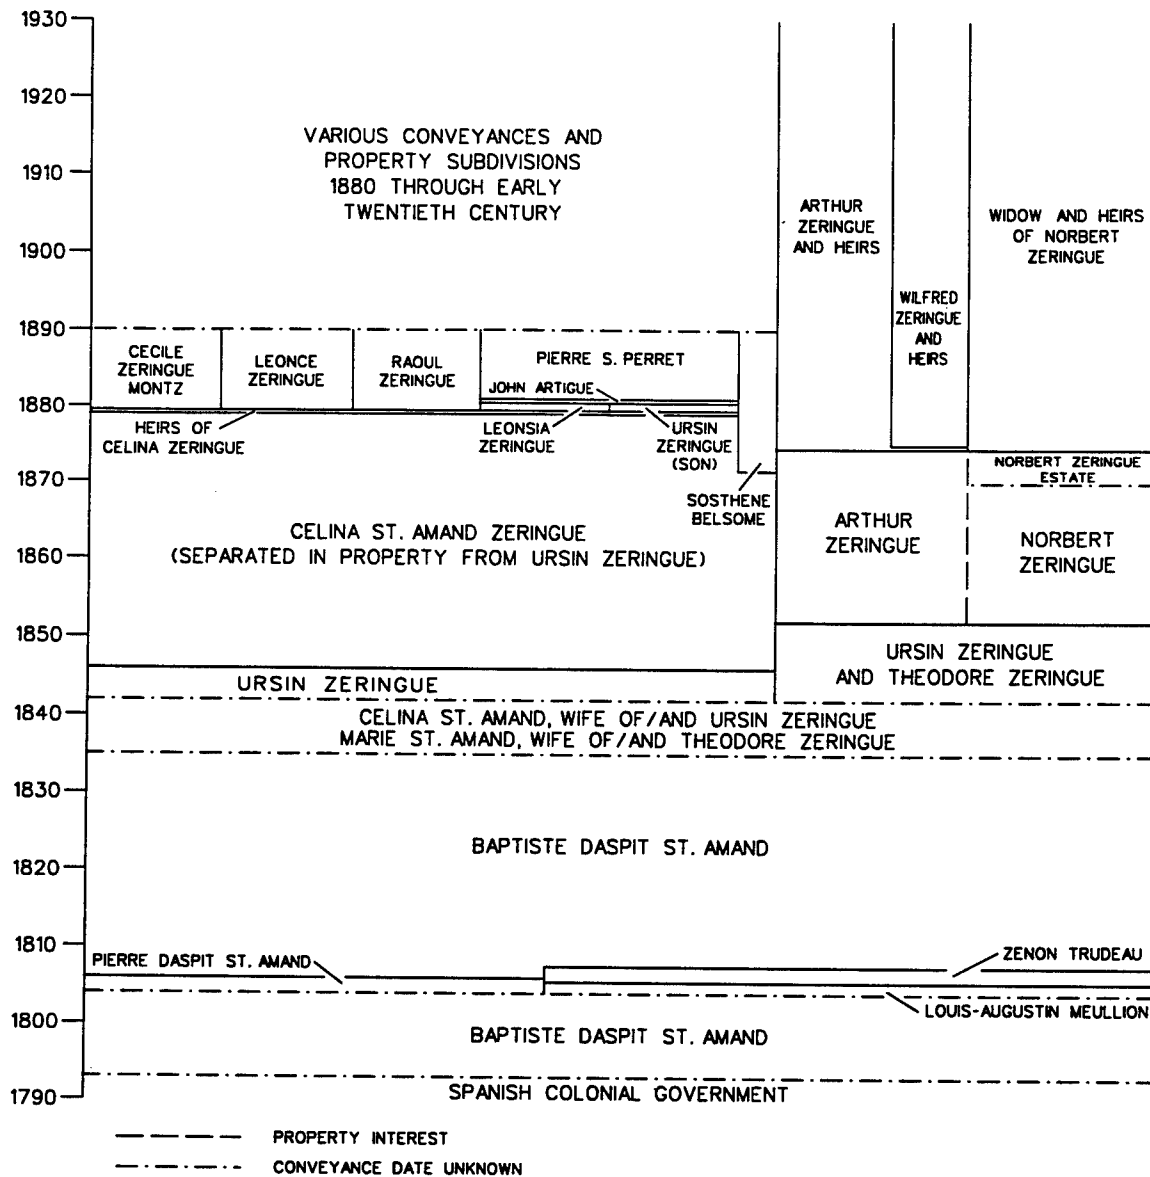 1930
1920
VARIOUS CONVEYANCES AND
PROPERTY SUBDIVISIONS
1880 THROUGH EARLY
TWENTIETH CENTURY
1910
ARTHUR
ZERINGUE
AND HEIRS
WIDOW AND HEIRS
OF NORBERT
ZERINGUE
1900
WILFRED
ZERINGUE
AND
HEIRS
1890
CECILE
ZERINGUE
MONTZ
LEONCE
ZERINGUE
RAOUL
ZERINGUE
PIERRE S. PERRET
JOHN ARTIGUE
1880
HEIRS OF
CELINA ZERINGUE
LEONSIA
ZERINGUE
URSIN
ZERINGUE
(SON)
SOSTHENE
BELSOME
NORBERT ZERINGUE
ESTATE
1870
CELINA ST. AMAND ZERINGUE
(SEPARATED IN PROPERTY FROM URSIN ZERINGUE)
ARTHUR
ZERINGUE
NORBERT
ZERINGUE
1860
1850
URSIN ZERINGUE
URSIN ZERINGUE
AND THEODORE ZERINGUE
1840
CELINA ST. AMAND, WIFE OF/AND URSIN ZERINGUE
MARIE ST. AMAND, WIFE OF/AND THEODORE ZERINGUE
1830
BAPTISTE DASPIT ST. AMAND
1820
1810
PIERRE DASPIT ST. AMAND
ZENON TRUDEAU
LOUIS-AUGUSTIN MEULLION
1800
BAPTISTE DASPIT ST. AMAND
1790
SPANISH COLONIAL GOVERNMENT
PROPERTY INTEREST
CONVEYANCE DATE UNKNOWN